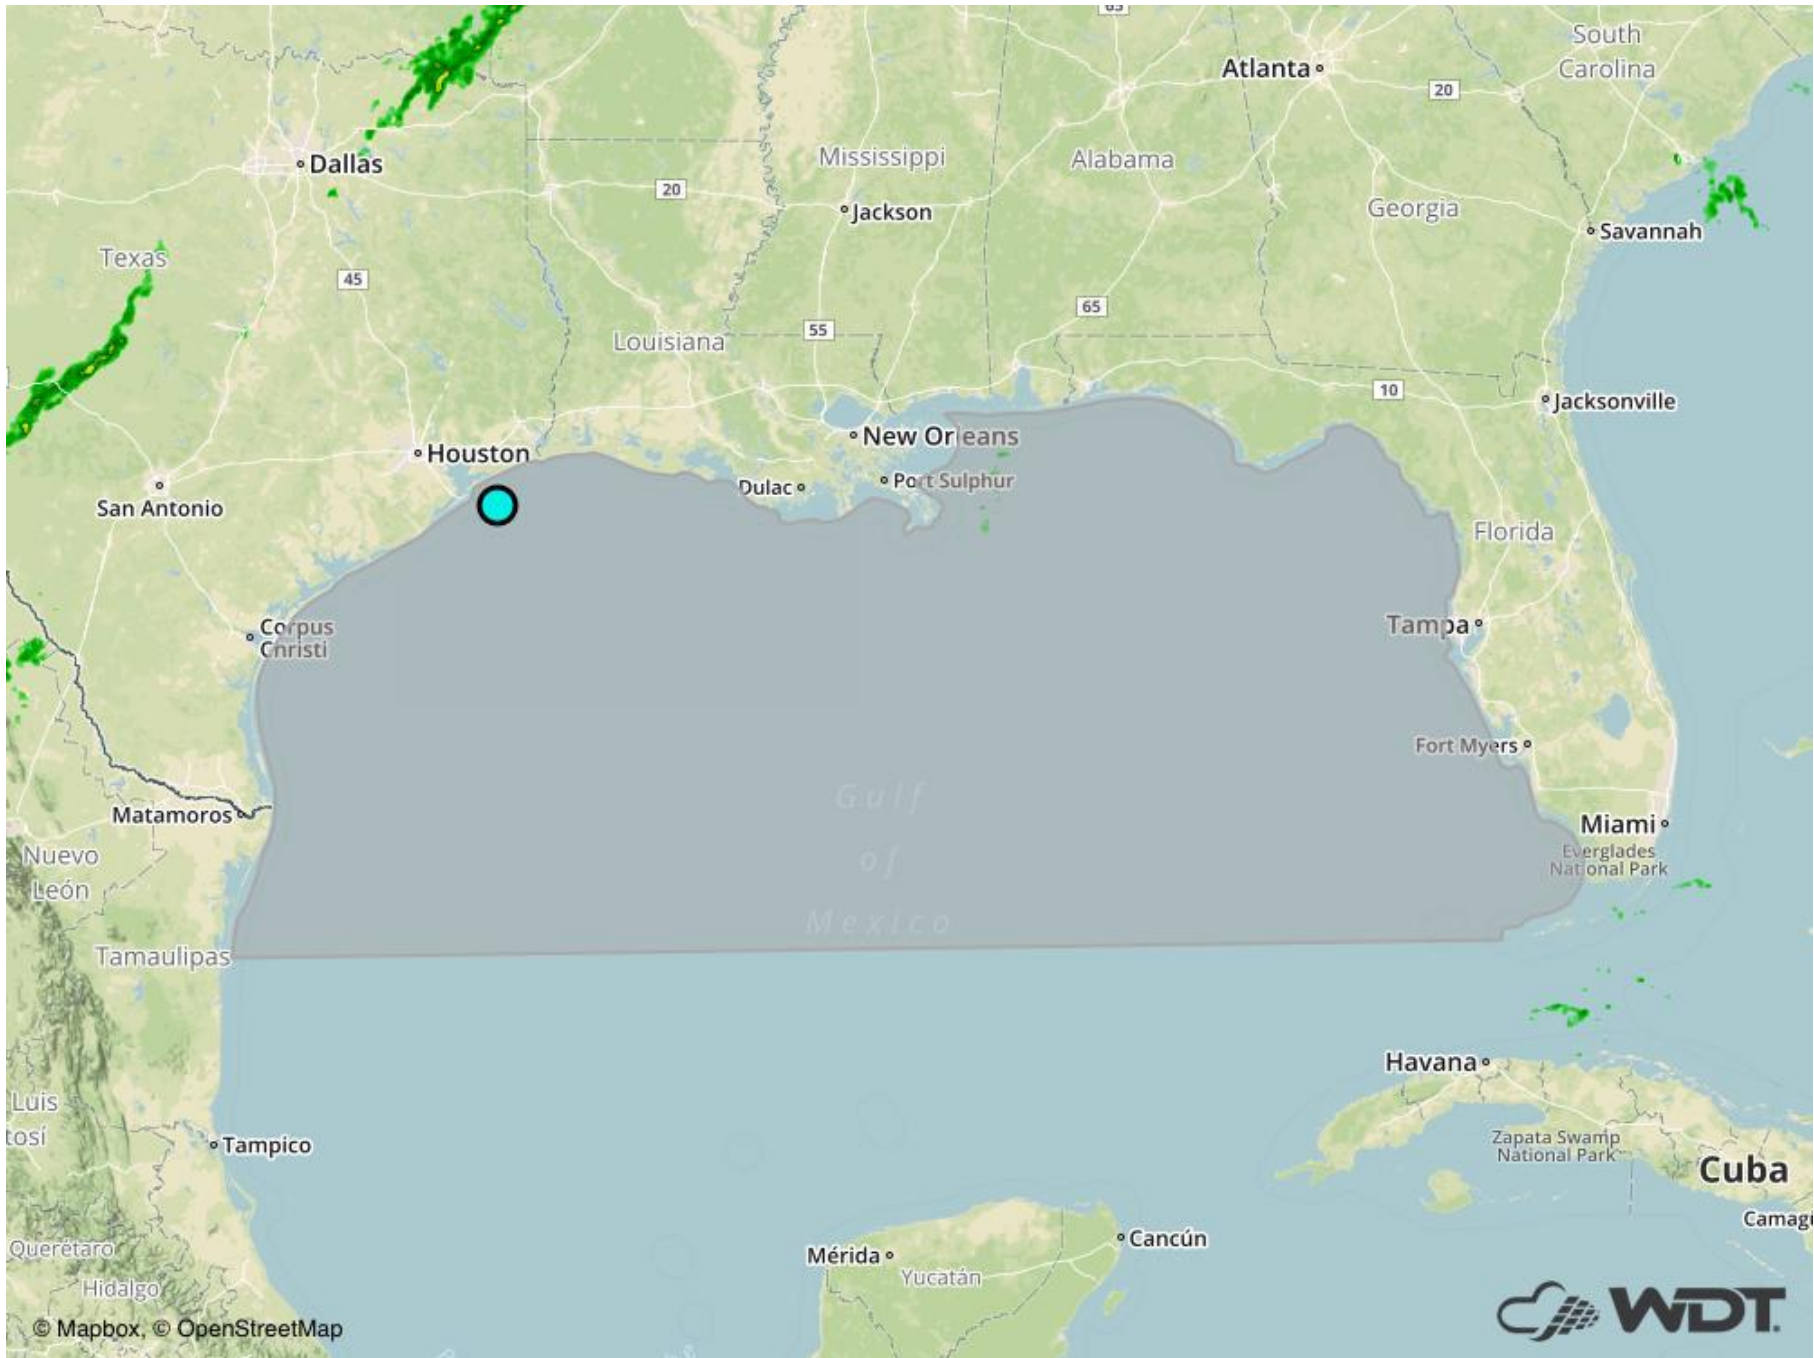 65
South
Carolina
Atlanta
20
Dallas
Mississippi
Alabama
20
Jackson
Georgia
Savannah
Texas
45
65
Louisiana
55
10
Jacksonville
New Orleans
Houston
Dulac
Port Sulphur
San Antonio
Florida
Corpus
Christi
Tampa
Fort Myers
Gulf
of
Mexico
Matamoros
Miami
Everglades
National Park
Nuevo
León
Tamaulipas
Havana
Luis
tosí
Tampico
Zapata Swamp
National Park
Cuba
Camagü
Querétaro
Hidalgo
Mérida
Cancún
Yucatán
© Mapbox, © OpenStreetMap
WDT.